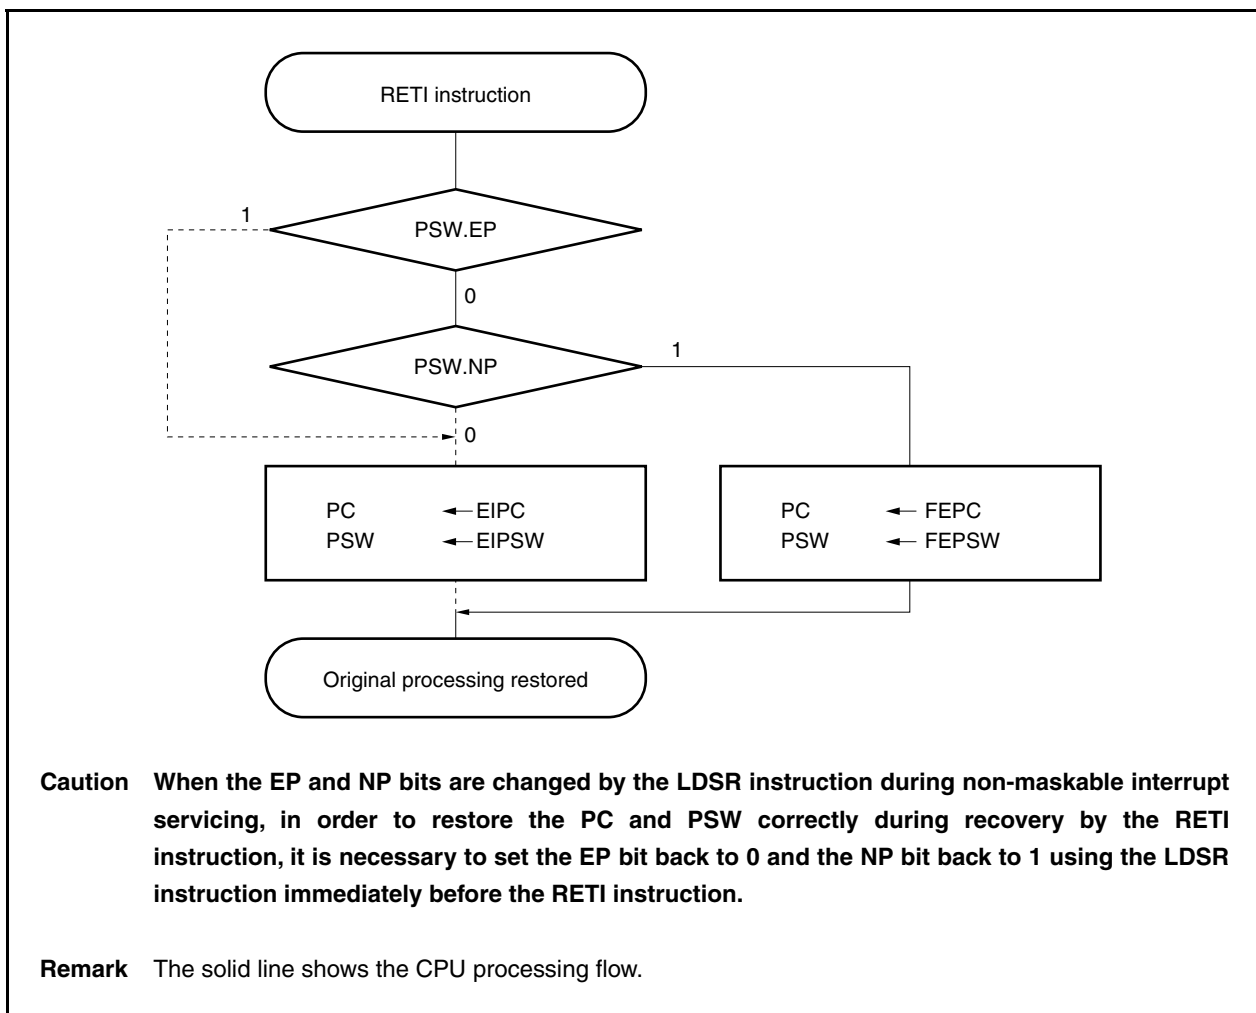 RETI instruction
1
PSW.EP
0
PSW.NP
1
0
PC ← EIPC
PSW ← EIPSW
PC ← FEPC
PSW ← FEPSW
Original processing restored
Caution When the EP and NP bits are changed by the LDSR instruction during non-maskable interrupt
servicing, in order to restore the PC and PSW correctly during recovery by the RETI
instruction, it is necessary to set the EP bit back to 0 and the NP bit back to 1 using the LDSR
instruction immediately before the RETI instruction.
Remark The solid line shows the CPU processing flow.